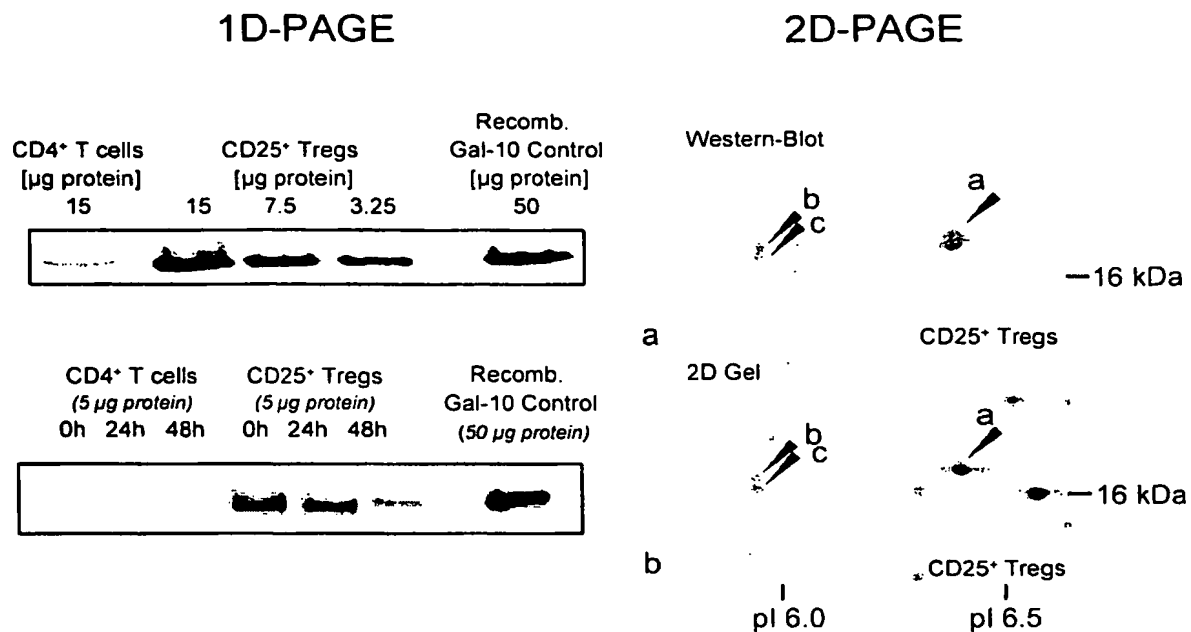 1D-PAGE
2D-PAGE
CD4⁺ T cells
[µg protein]
15
CD25⁺ Tregs
[µg protein]
15 7.5 3.25
Recomb.
Gal-10 Control
[µg protein]
50
CD4⁺ T cells
(5 µg protein)
0h 24h 48h
CD25⁺ Tregs
(5 µg protein)
0h 24h 48h
Recomb.
Gal-10 Control
(50 µg protein)
Western-Blot
a
b
c
16 kDa
a
CD25⁺ Tregs
2D Gel
a
b
c
16 kDa
b
CD25⁺ Tregs
pI 6.0
pI 6.5